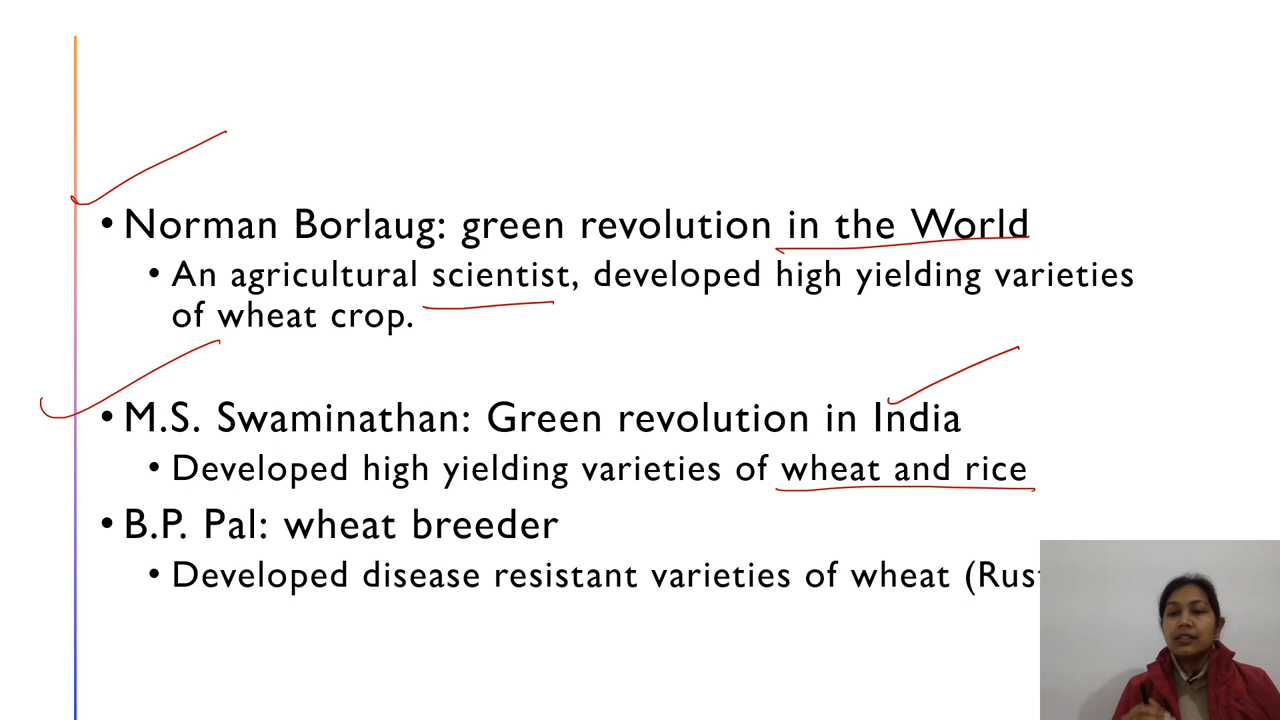 • Norman Borlaug: green revolution in the World
• An agricultural scientist, developed high yielding varieties
of wheat crop.
• M.S. Swaminathan: Green revolution in India
• Developed high yielding varieties of wheat and rice
• B.P. Pal: wheat breeder
• Developed disease resistant varieties of wheat